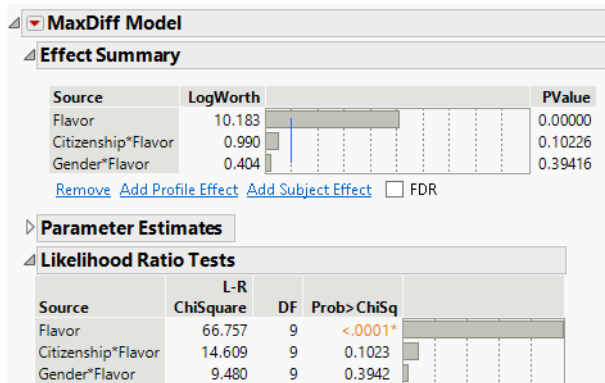 MaxDiff Model
Effect Summary
Source LogWorth PValue
Flavor 10.183 0.00000
Citizenship*Flavor 0.990 0.10226
Gender*Flavor 0.404 0.39416
Remove Add Profile Effect Add Subject Effect FDR
Parameter Estimates
Likelihood Ratio Tests
L-R
Source ChiSquare DF Prob>ChiSq
Flavor 66.757 9 <.0001*
Citizenship*Flavor 14.609 9 0.1023
Gender*Flavor 9.480 9 0.3942